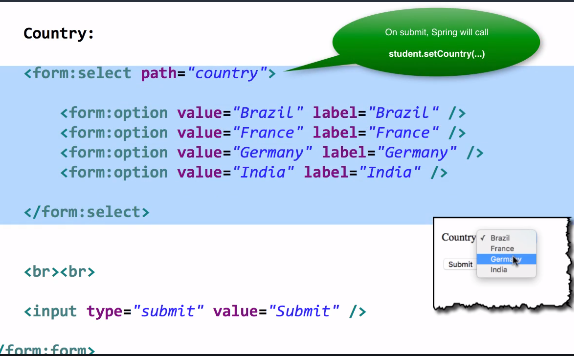 Country:
On submit, Spring will call
student.setCountry(...)
<form:select path="country">
<form:option value="Brazil" label="Brazil" />
<form:option value="France" label="France" />
<form:option value="Germany" label="Germany" />
<form:option value="India" label="India" />
</form:select>
Country ✓ Brazil
France
Germany
Submit
India
<br><br>
<input type="submit" value="Submit" />
/form:form>